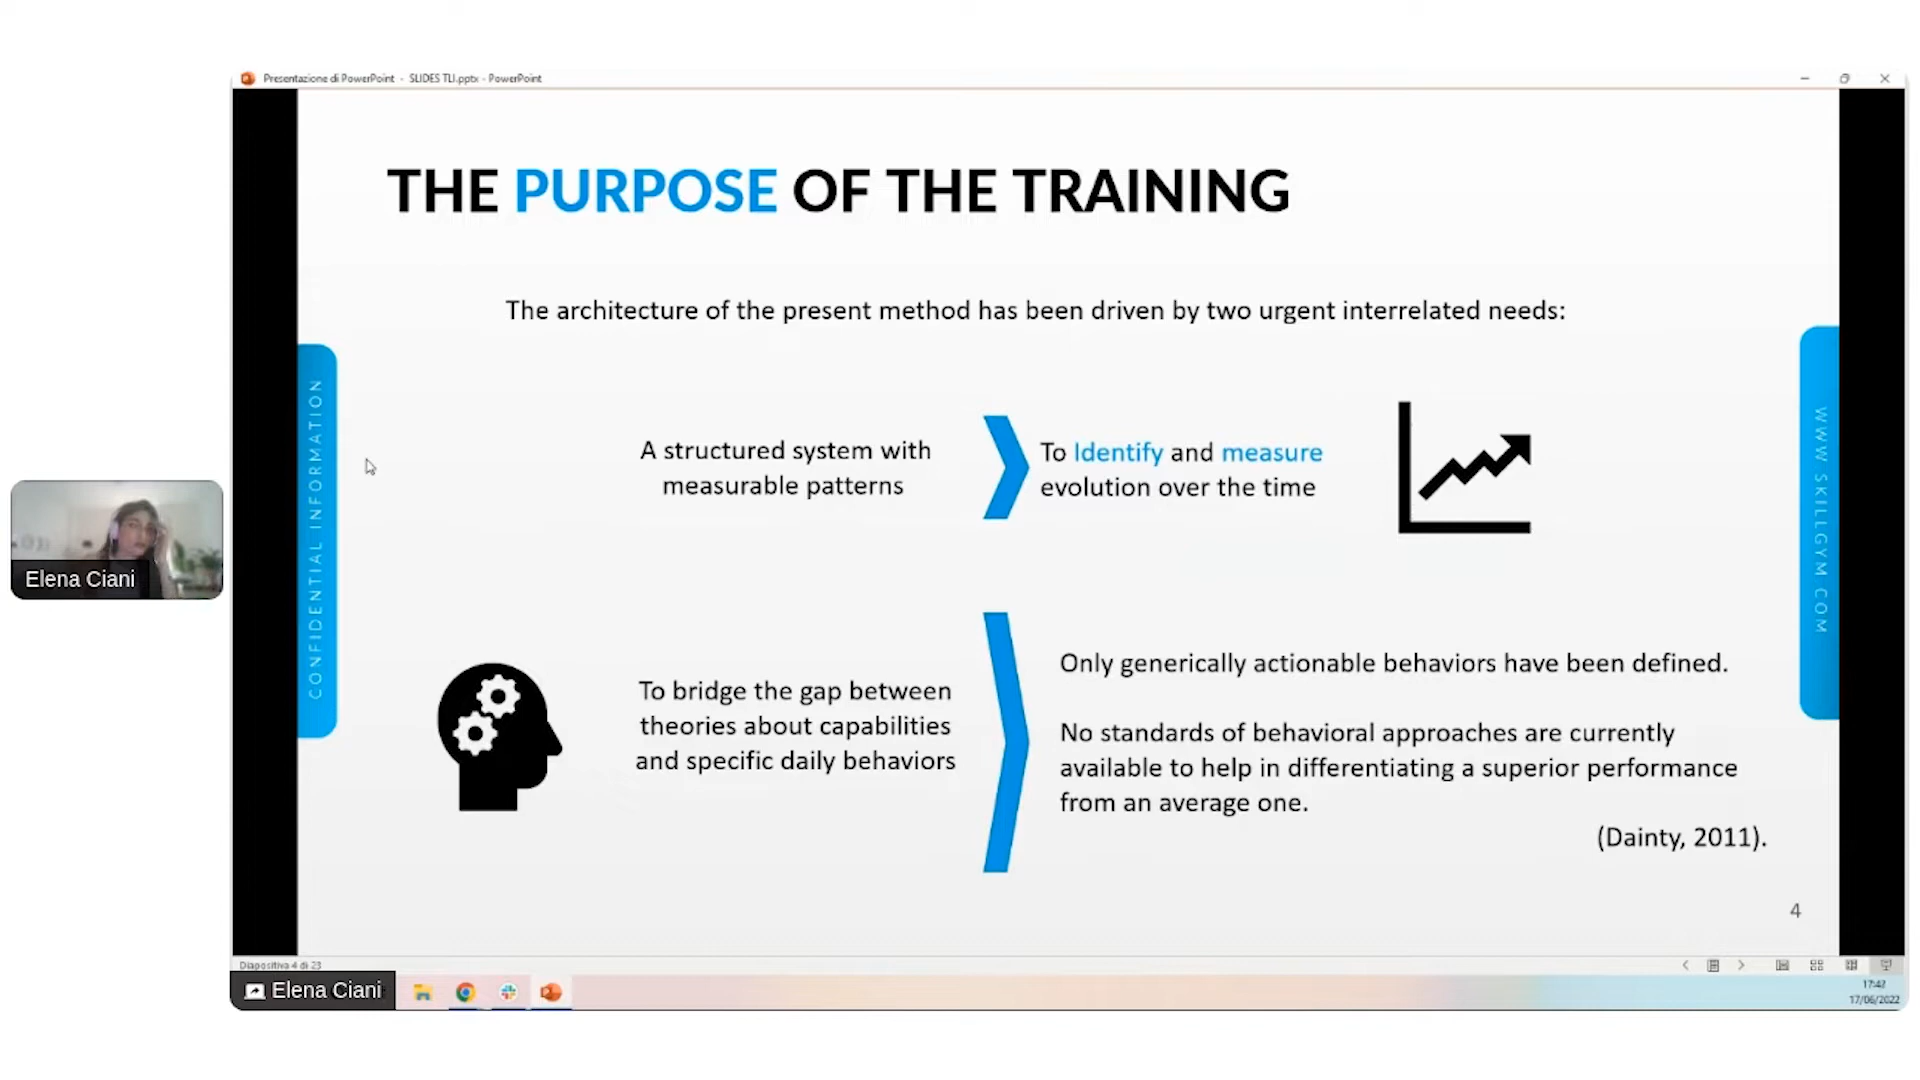 Presentazione di PowerPoint - SLIDES TLI.pptx - PowerPoint
THE PURPOSE OF THE TRAINING
The architecture of the present method has been driven by two urgent interrelated needs:
A structured system with
measurable patterns
To Identify and measure
evolution over the time
To bridge the gap between
theories about capabilities
and specific daily behaviors
Only generically actionable behaviors have been defined.
No standards of behavioral approaches are currently
available to help in differentiating a superior performance
from an average one.
(Dainty, 2011).
4
CONFIDENTIAL INFORMATION
WWW.SKILLGYM.COM
Elena Ciani
Diapositiva 4 di 23
Elena Ciani
17:42
17/06/2022